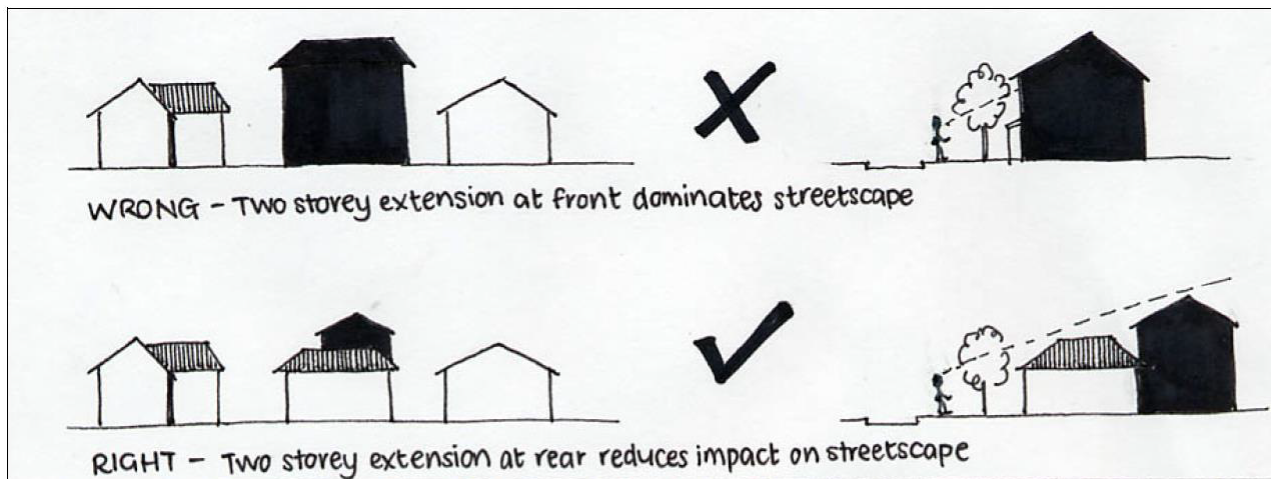 WRONG - Two storey extension at front dominates streetscape
RIGHT - Two storey extension at rear reduces impact on streetscape